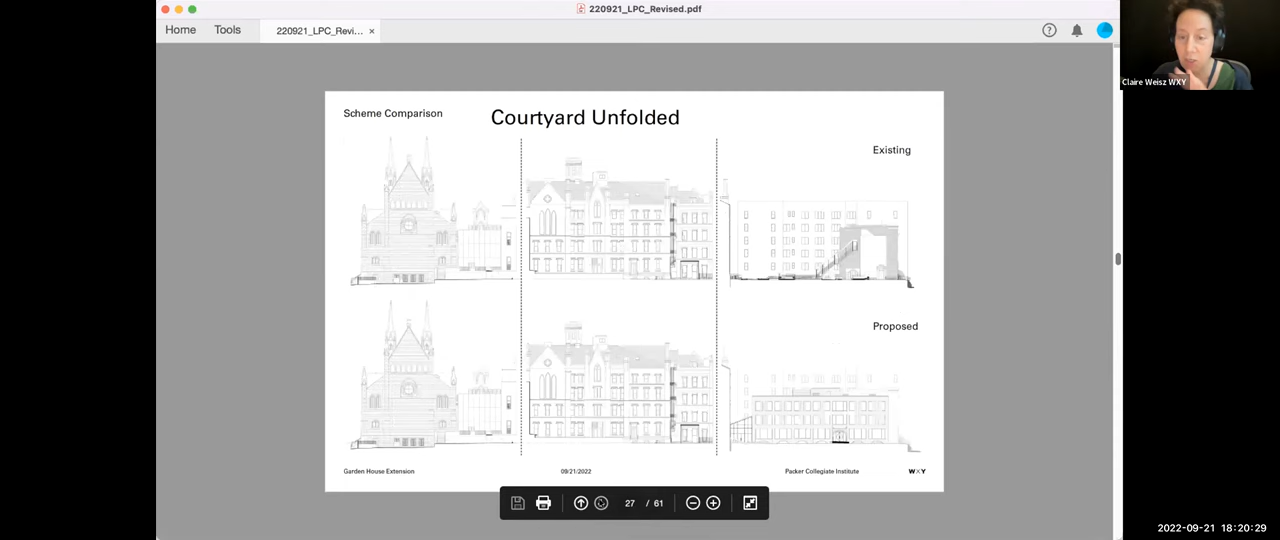 220921_LPC_Revised.pdf
Home
Tools
220921_LPC_Revi... ×
Claire Weisz WXY
Scheme Comparison
Courtyard Unfolded
Existing
Proposed
Garden House Extension
09/21/2022
Packer Collegiate Institute
WXY
27 / 61
2022-09-21 18:20:29